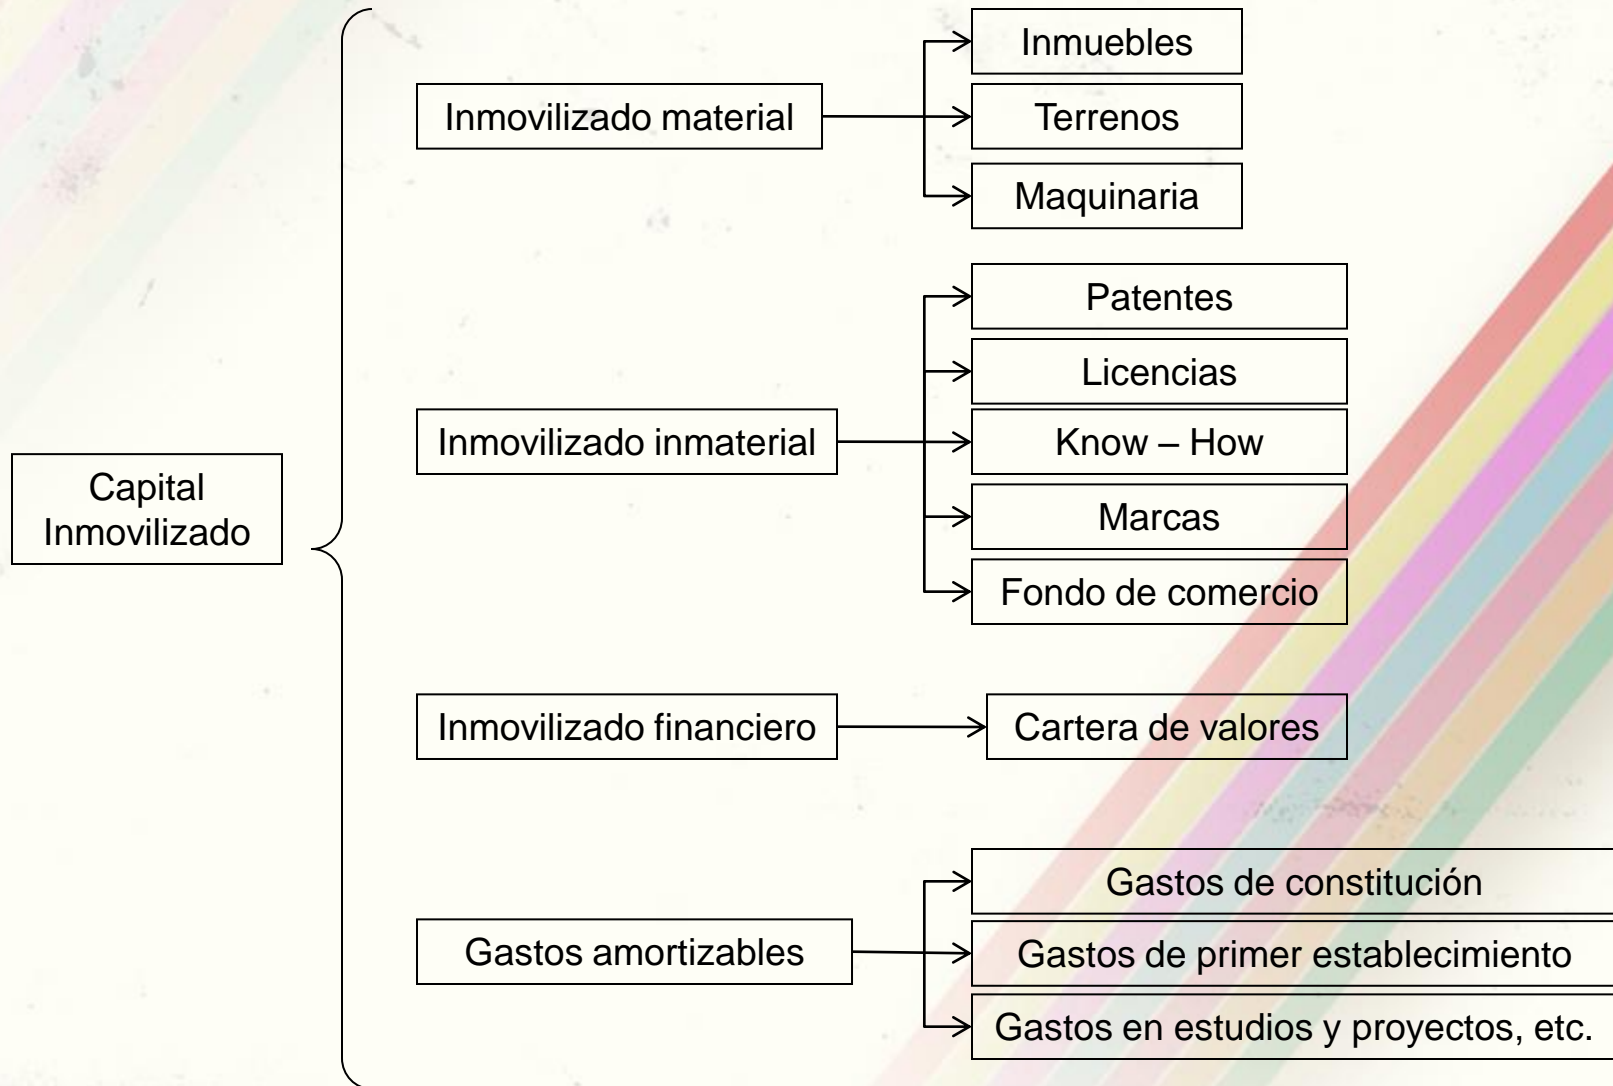 Capital
Inmovilizado
Inmovilizado material
Inmuebles
Terrenos
Maquinaria
Inmovilizado inmaterial
Patentes
Licencias
Know – How
Marcas
Fondo de comercio
Inmovilizado financiero
Cartera de valores
Gastos amortizables
Gastos de constitución
Gastos de primer establecimiento
Gastos en estudios y proyectos, etc.